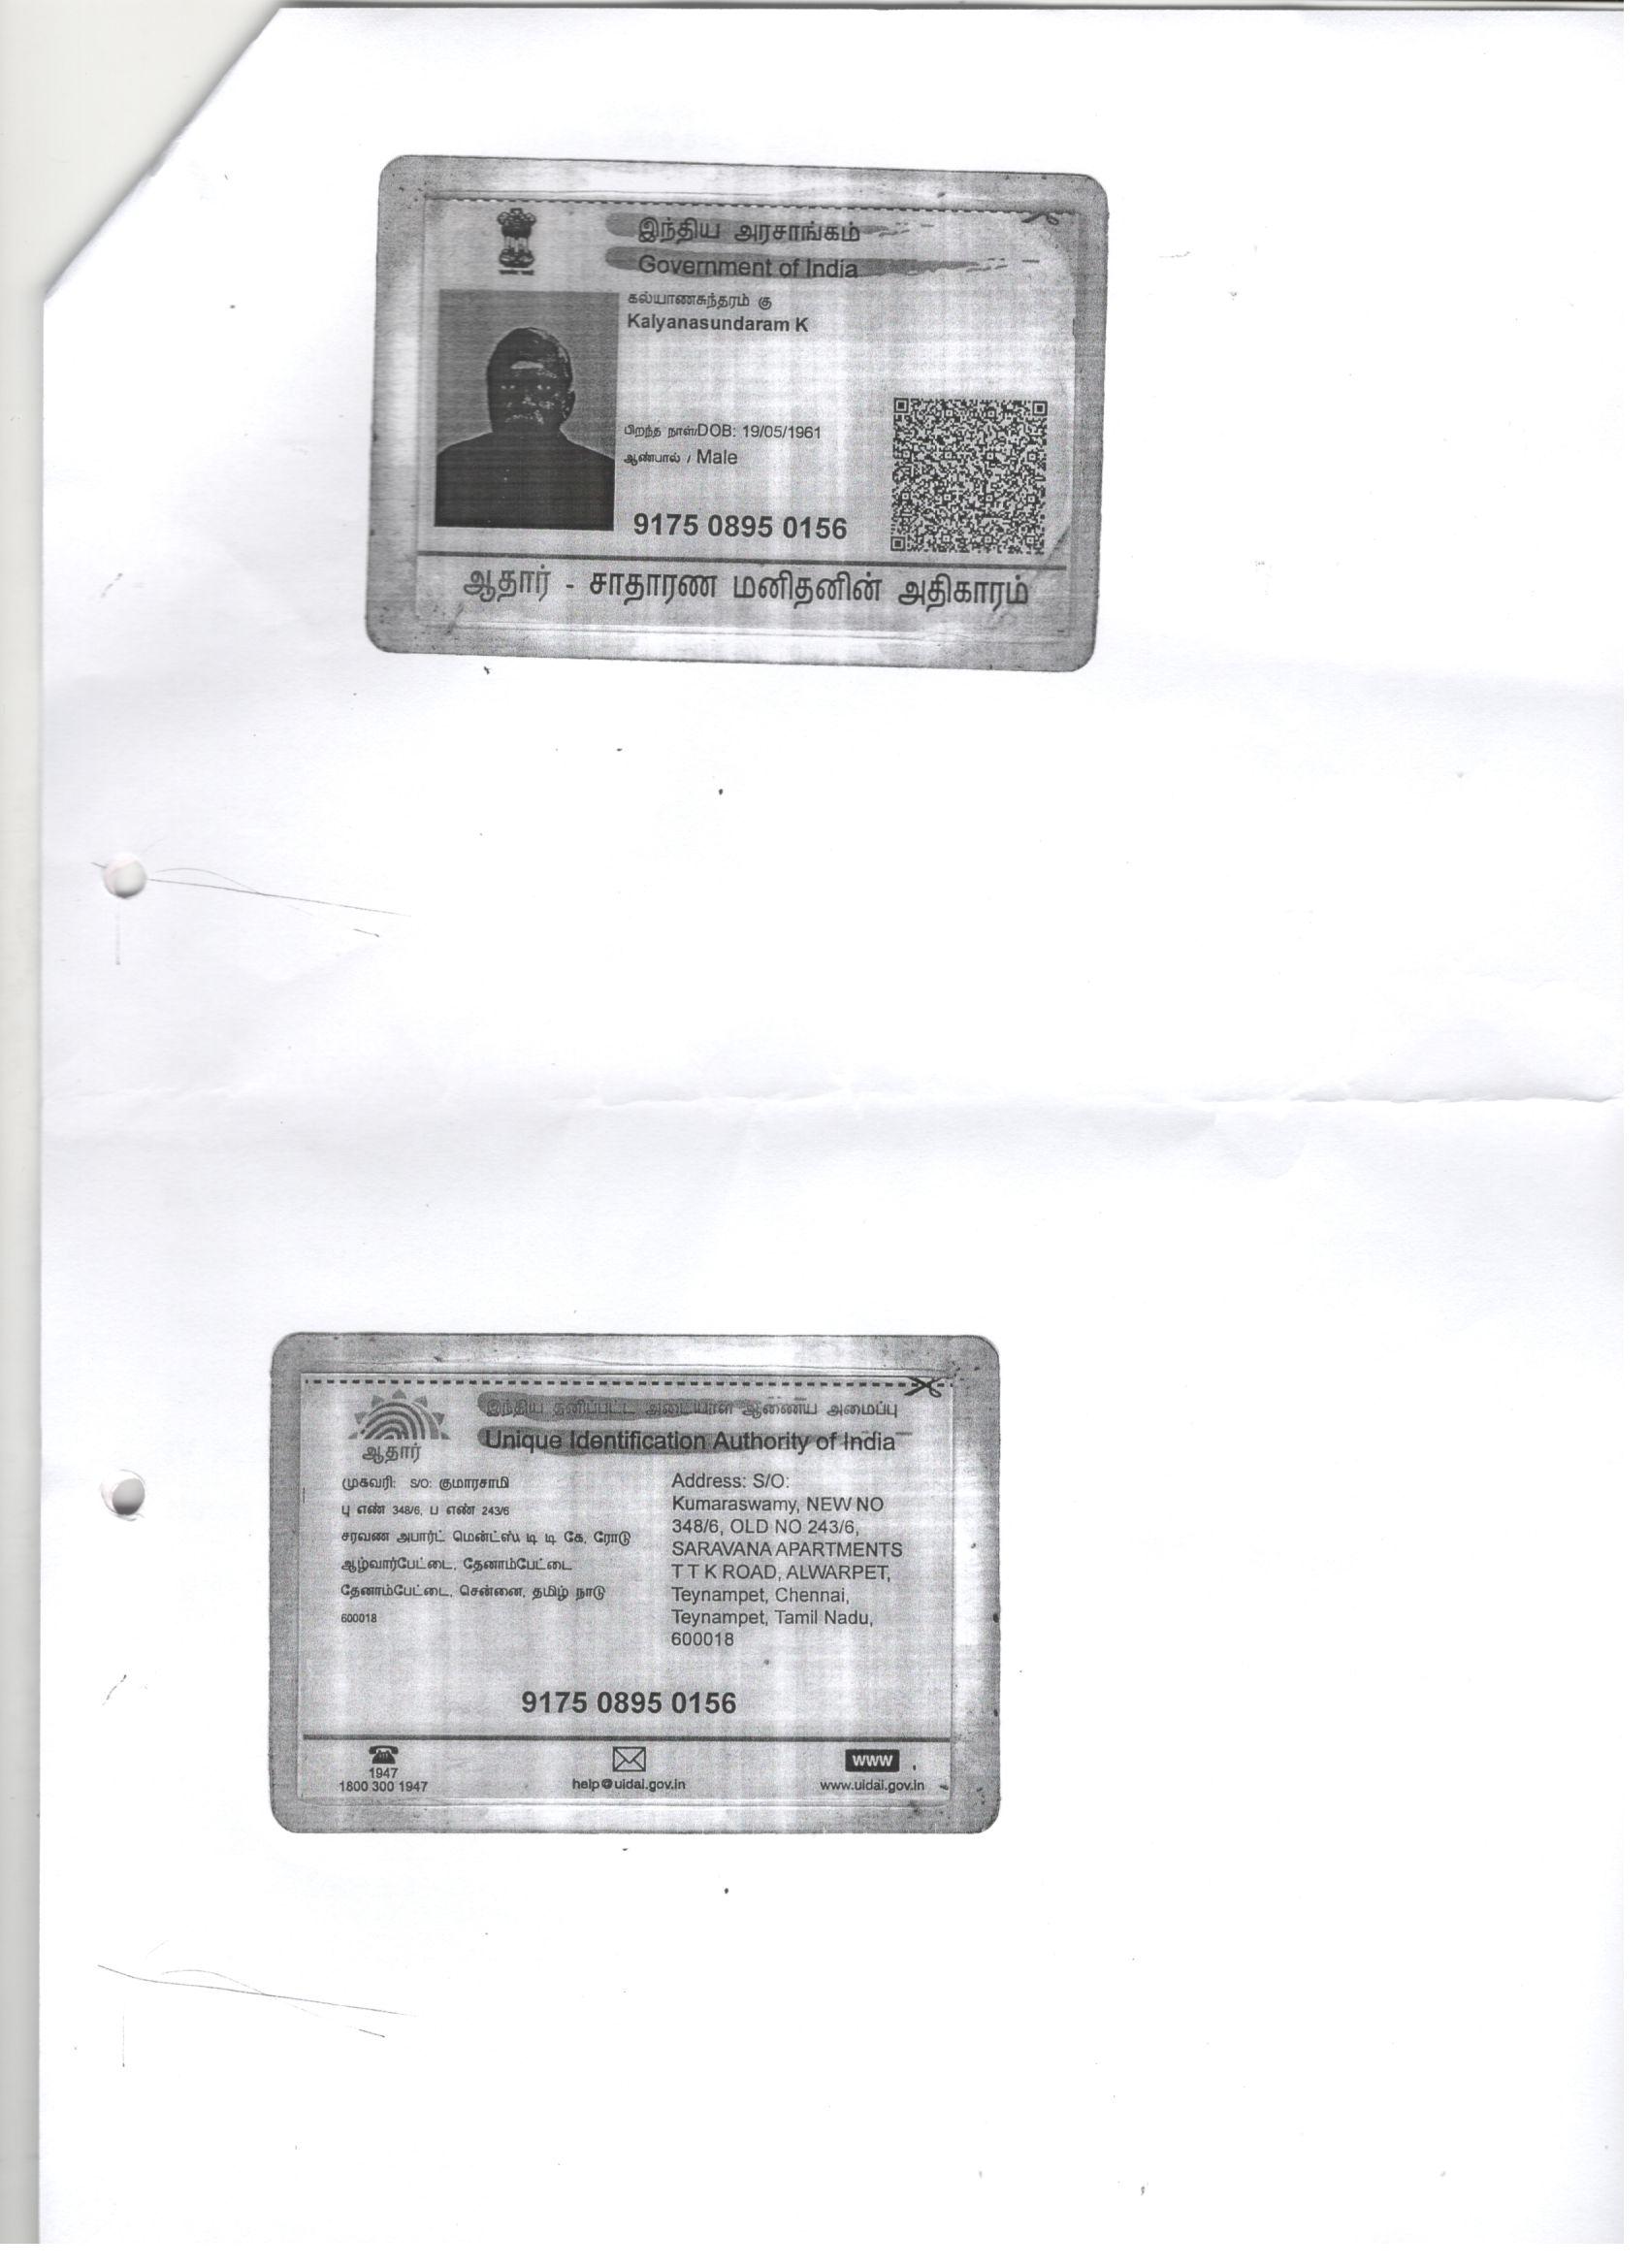 இந்திய அரசாங்கம்
Government of India
கல்யாணசுந்தரம் கு
Kalyanasundaram K
பிறந்த நாள்/DOB: 19/05/1961
ஆண்பால் / Male
9175 0895 0156
ஆதார் - சாதாரண மனிதனின் அதிகாரம்
இந்திய தனிப்பட்ட அடையாள ஆணைய அமைப்பு
Unique Identification Authority of India
ஆதார்
முகவரி: S/O: குமாரசாமி
பு எண் 348/6, ப எண் 243/6
சரவண அபார்ட் மென்ட்ஸ் டி டி கே, ரோடு
ஆழ்வார்பேட்டை, தேனாம்பேட்டை
தேனாம்பேட்டை, சென்னை, தமிழ் நாடு
600018
Address: S/O:
Kumaraswamy, NEW NO
348/6, OLD NO 243/6,
SARAVANA APARTMENTS
T T K ROAD, ALWARPET,
Teynampet, Chennai,
Teynampet, Tamil Nadu,
600018
9175 0895 0156
1947
1800 300 1947
help@uidai.gov.in
www
www.uidai.gov.in